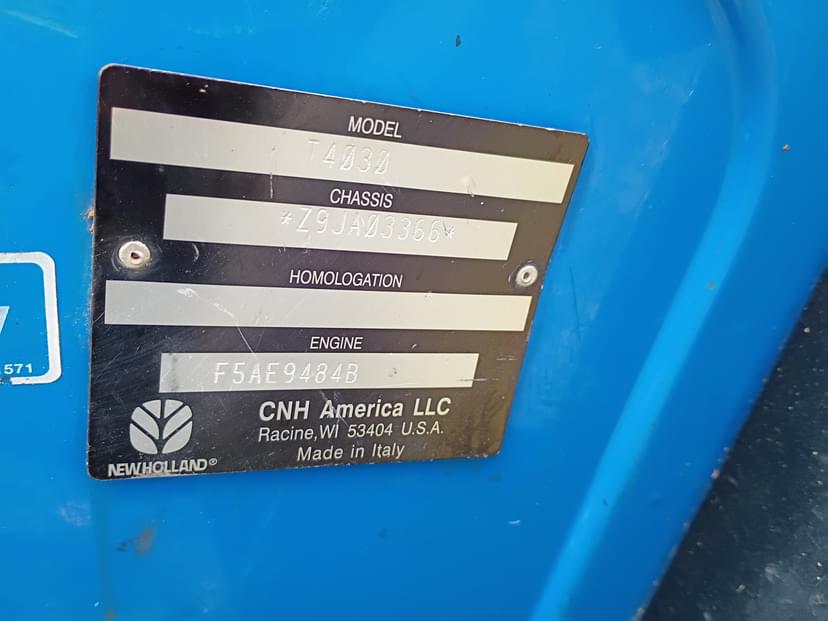 MODEL
T4030
CHASSIS
*Z9JA03366*
HOMOLOGATION
ENGINE
F5AE9484B
CNH America LLC
Racine, WI 53404 U.S.A.
Made in Italy
NEW HOLLAND®
571